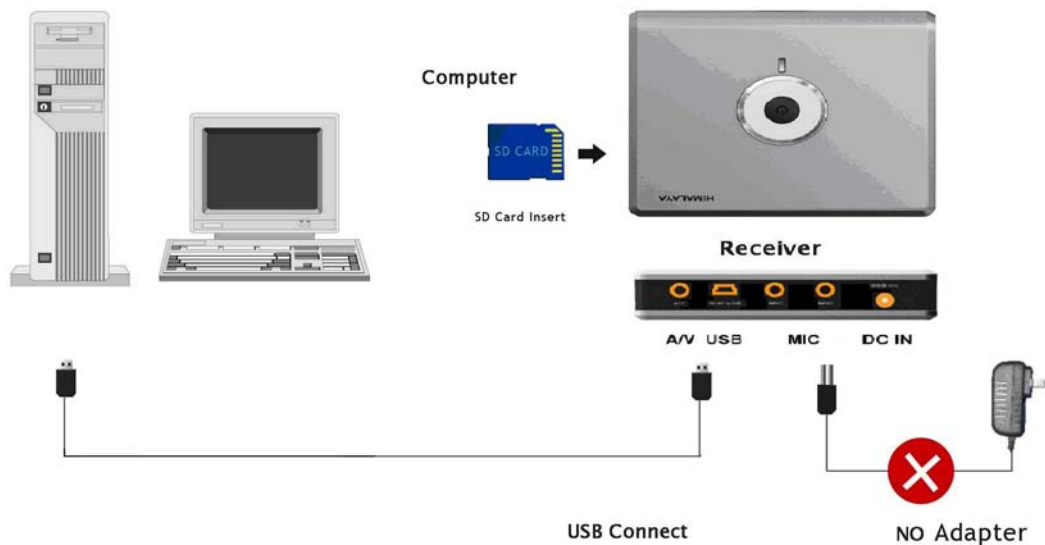 Computer
SD CARD
SD Card Insert
HIMALAYA
Receiver
A/V USB MIC DC IN
USB Connect
NO Adapter